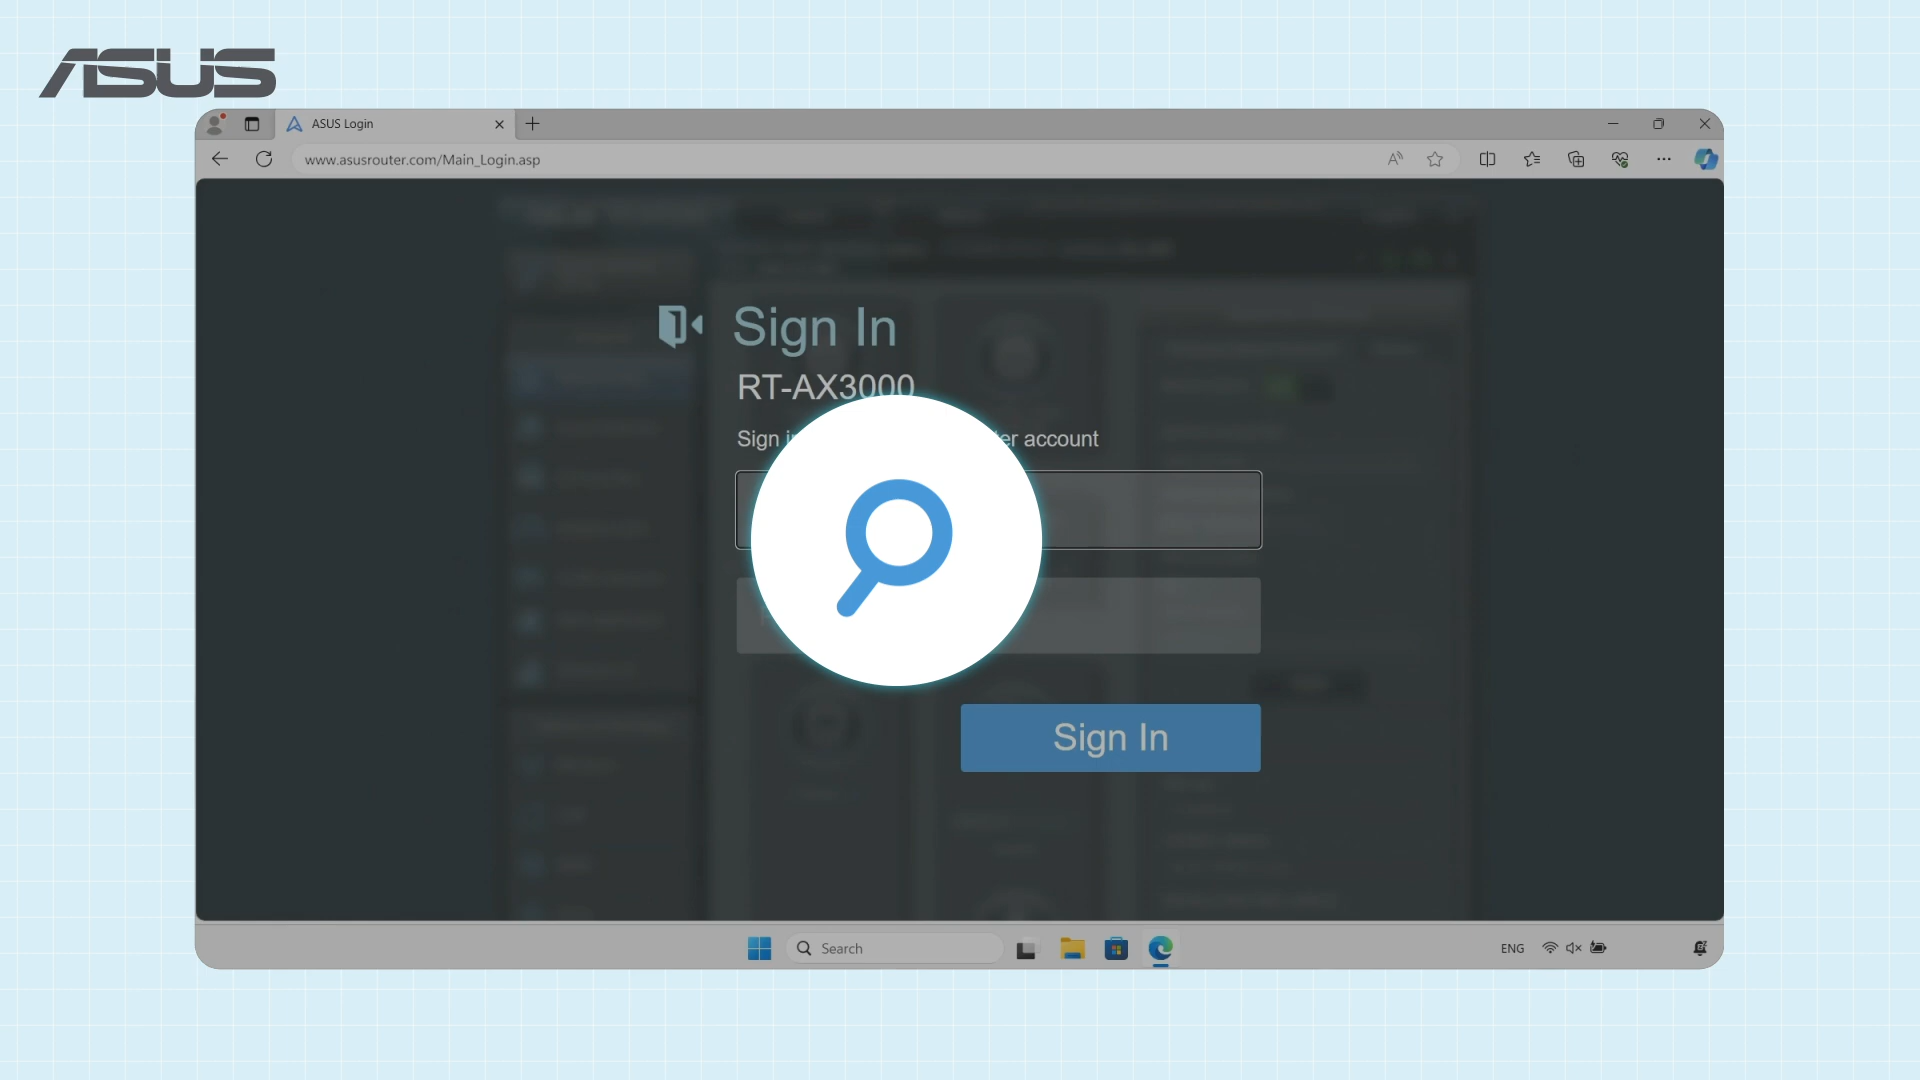 ASUS
ASUS Login
www.asusrouter.com/Main_Login.asp
Sign In
RT-AX3000
Sign er account
Sign In
Search
ENG